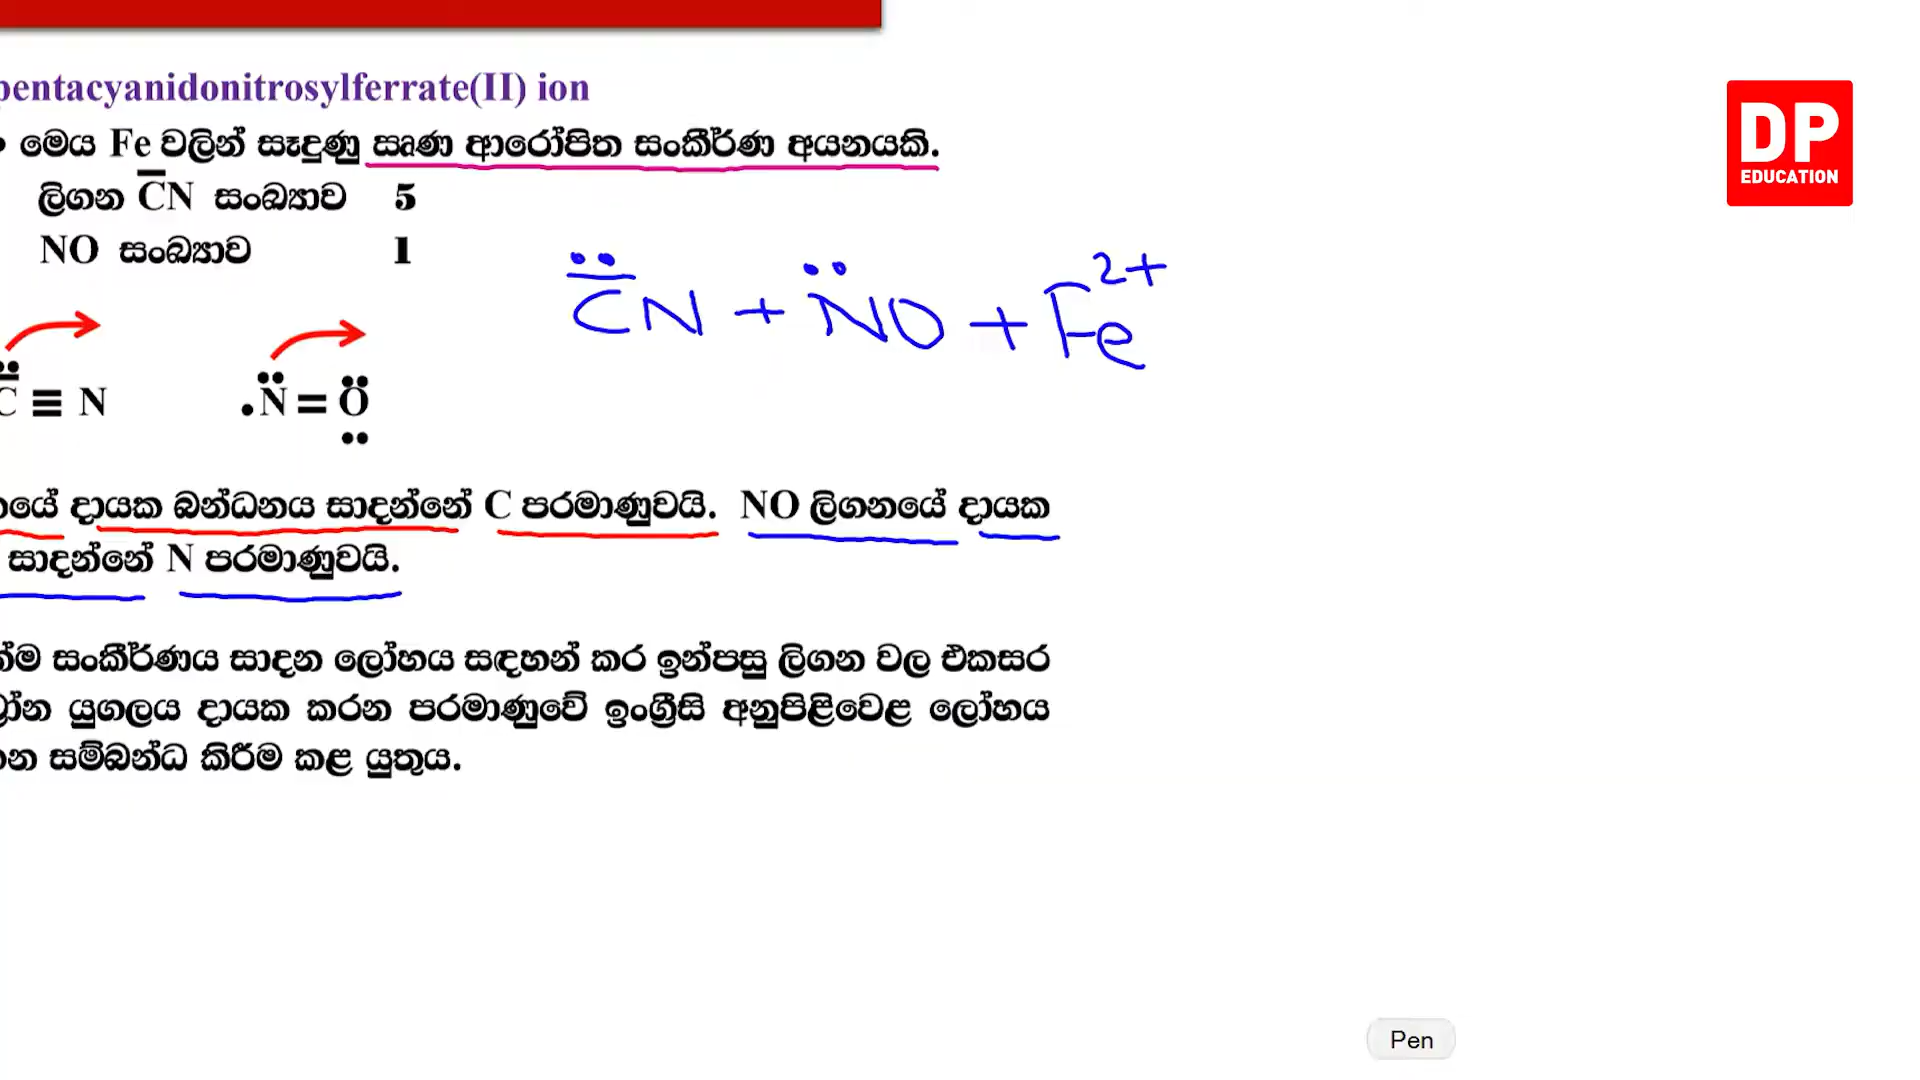 pentacyanidonitrosylferrate(II) ion
• මෙය Fe වලින් සෑදුණු සෘණ ආරෝපිත සංකීර්ණ අයනයකි.
ලිගන C̅N සංඛ්‍යාව 5
NO සංඛ්‍යාව 1
C̅N + NO + Fe²⁺
C ≡ N N = O
දායක බන්ධනය සාදන්නේ C පරමාණුවයි. NO ලිගනයේ දායක
සාදන්නේ N පරමාණුවයි.
සංකීර්ණය සාදන ලෝහය සඳහන් කර ඉන්පසු ලිගන වල එකසර
යුගලය දායක කරන පරමාණුවේ ඉංග්‍රීසි අනුපිළිවෙළ ලෝහය
සම්බන්ධ කිරීම කළ යුතුය.
DP
EDUCATION
Pen